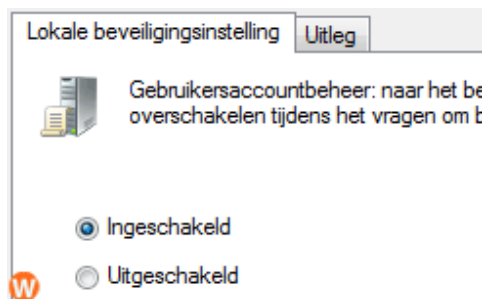 Lokale beveiligingsinstelling Uitleg
Gebruikersaccountbeheer: naar het be
overschakelen tijdens het vragen om b
Ingeschakeld
Uitgeschakeld
W